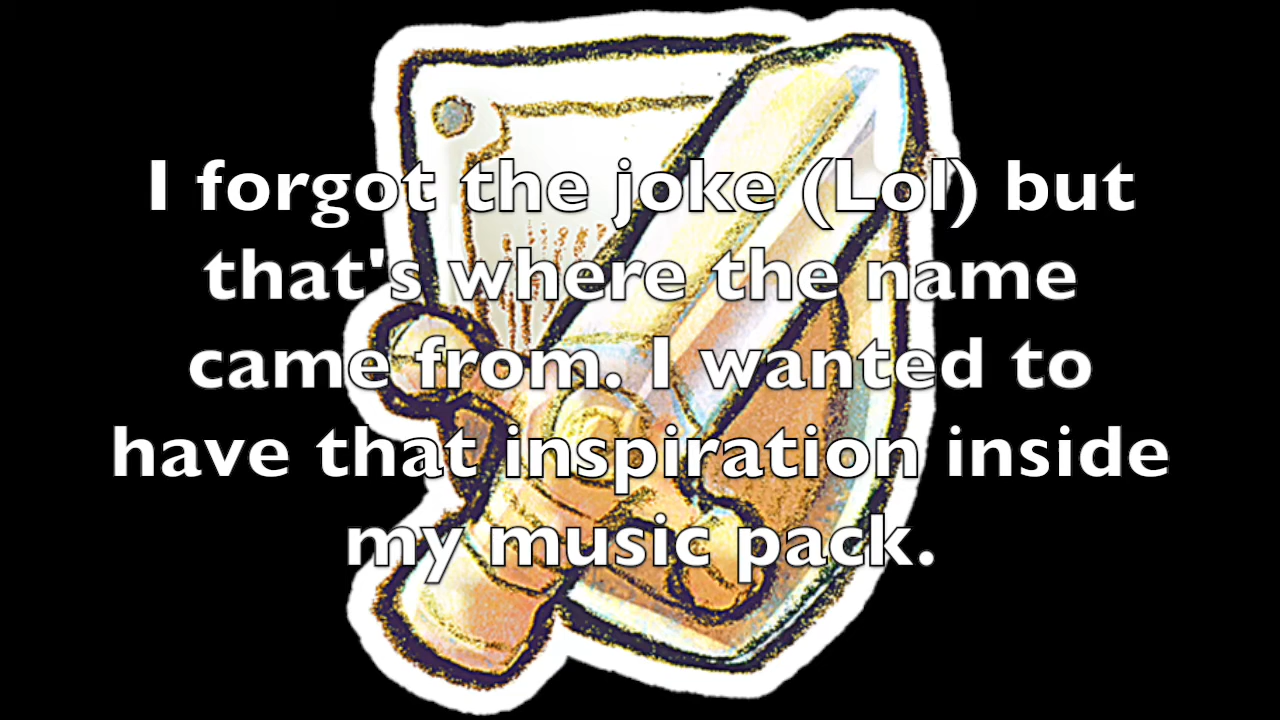 I forgot the joke (Lol) but
that's where the name
came from. I wanted to
have that inspiration inside
my music pack.